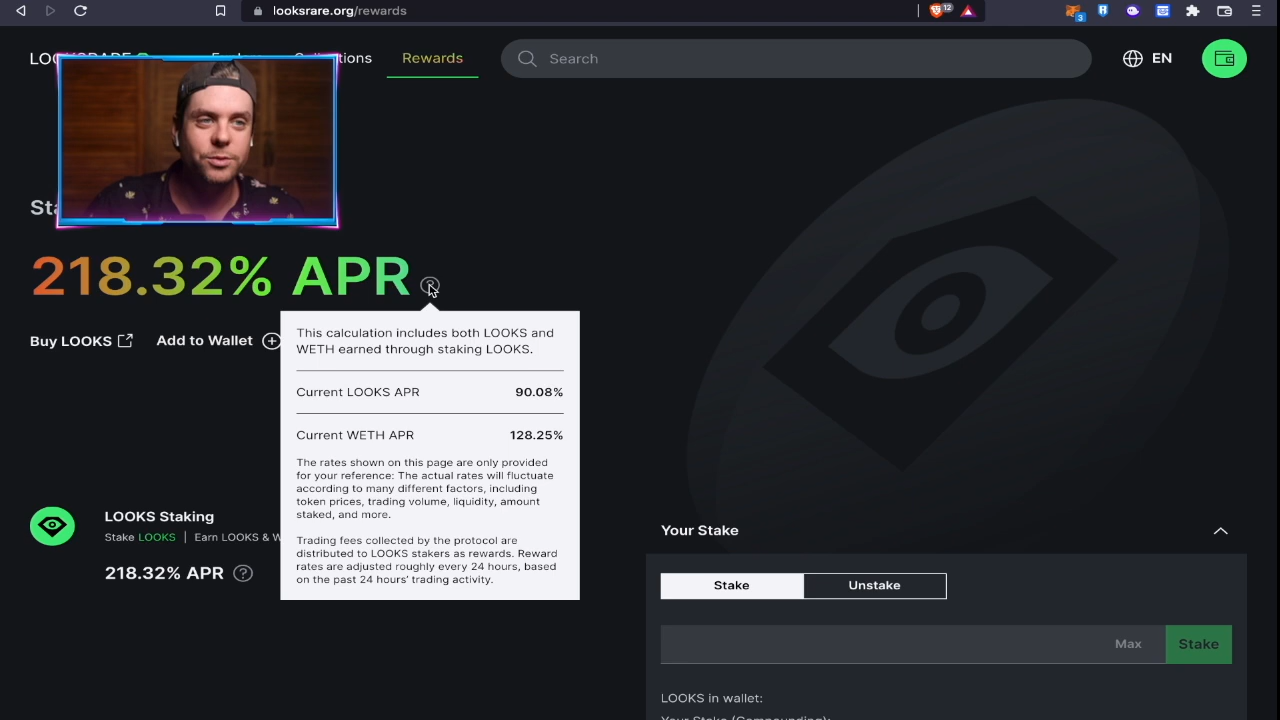 looksrare.org/rewards
12
3
Rewards
Search
EN
218.32% APR
Buy LOOKS
Add to Wallet
This calculation includes both LOOKS and
WETH earned through staking LOOKS.
Current LOOKS APR 90.08%
Current WETH APR 128.25%
The rates shown on this page are only provided
for your reference: The actual rates will fluctuate
according to many different factors, including
token prices, trading volume, liquidity, amount
staked, and more.
Trading fees collected by the protocol are
distributed to LOOKS stakers as rewards. Reward
rates are adjusted roughly every 24 hours, based
on the past 24 hours' trading activity.
LOOKS Staking
Stake LOOKS | Earn LOOKS & W
218.32% APR
Your Stake
Stake Unstake
Max Stake
LOOKS in wallet:
Your Stake (Compounding):